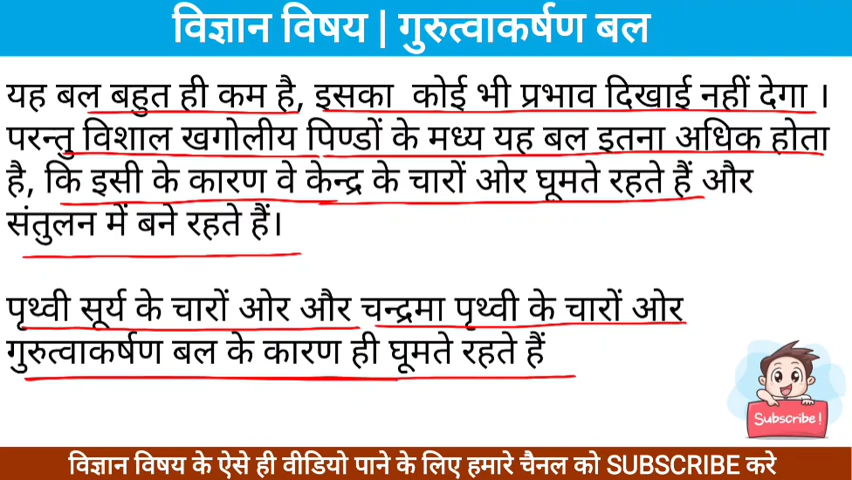 विज्ञान विषय | गुरुत्वाकर्षण बल
यह बल बहुत ही कम है, इसका कोई भी प्रभाव दिखाई नहीं देगा ।
परन्तु विशाल खगोलीय पिण्डों के मध्य यह बल इतना अधिक होता
है, कि इसी के कारण वे केन्द्र के चारों ओर घूमते रहते हैं और
संतुलन में बने रहते हैं।
पृथ्वी सूर्य के चारों ओर और चन्द्रमा पृथ्वी के चारों ओर
गुरुत्वाकर्षण बल के कारण ही घूमते रहते हैं
Subscribe!
विज्ञान विषय के ऐसे ही वीडियो पाने के लिए हमारे चैनल को SUBSCRIBE करे